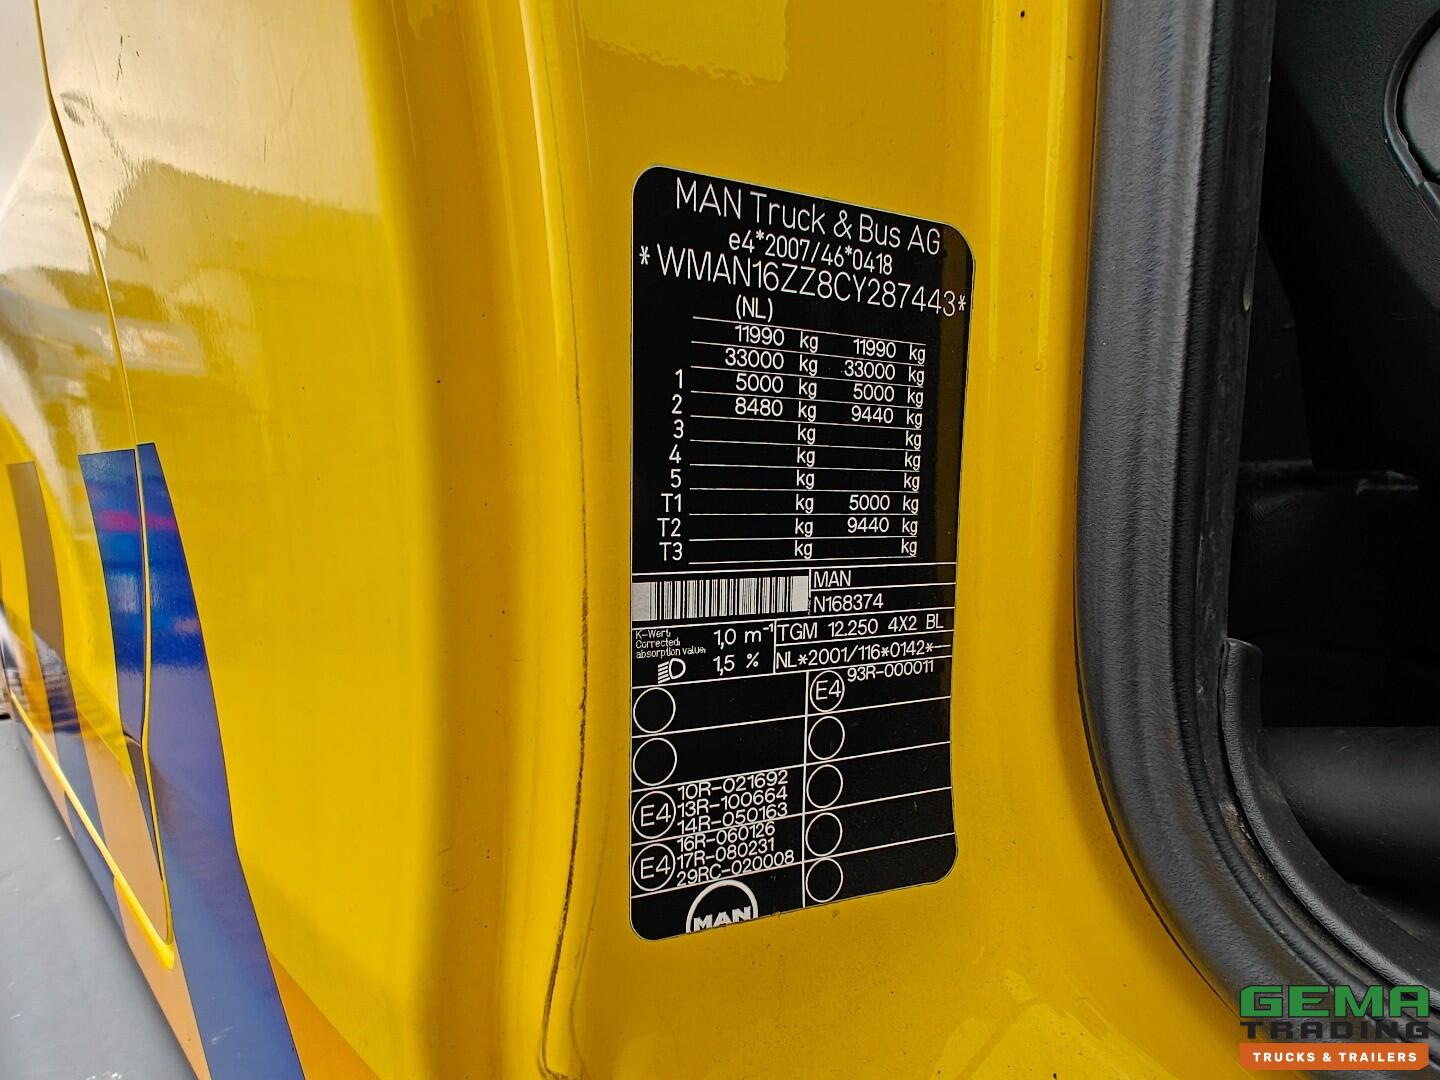 MAN Truck & Bus AG
e4*2007/46*0418
*WMAN16ZZ8CY287443*
(NL)
11990 kg 11990 kg
33000 kg 33000 kg
1 5000 kg 5000 kg
2 8480 kg 9440 kg
3 kg kg
4 kg kg
5 kg kg
T1 kg 5000 kg
T2 kg 9440 kg
T3 kg kg
MAN
N168374
K-Wert
Corrected
absorption value
1,0 m-1
TGM 12.250 4X2 BL
1,5 %
NL*2001/116*0142*
E4 93R-000011
10R-021692
E4 13R-100664
14R-050163
16R-060126
E4 17R-080231
29RC-020008
MAN
GEMA
TRADING
TRUCKS & TRAILERS